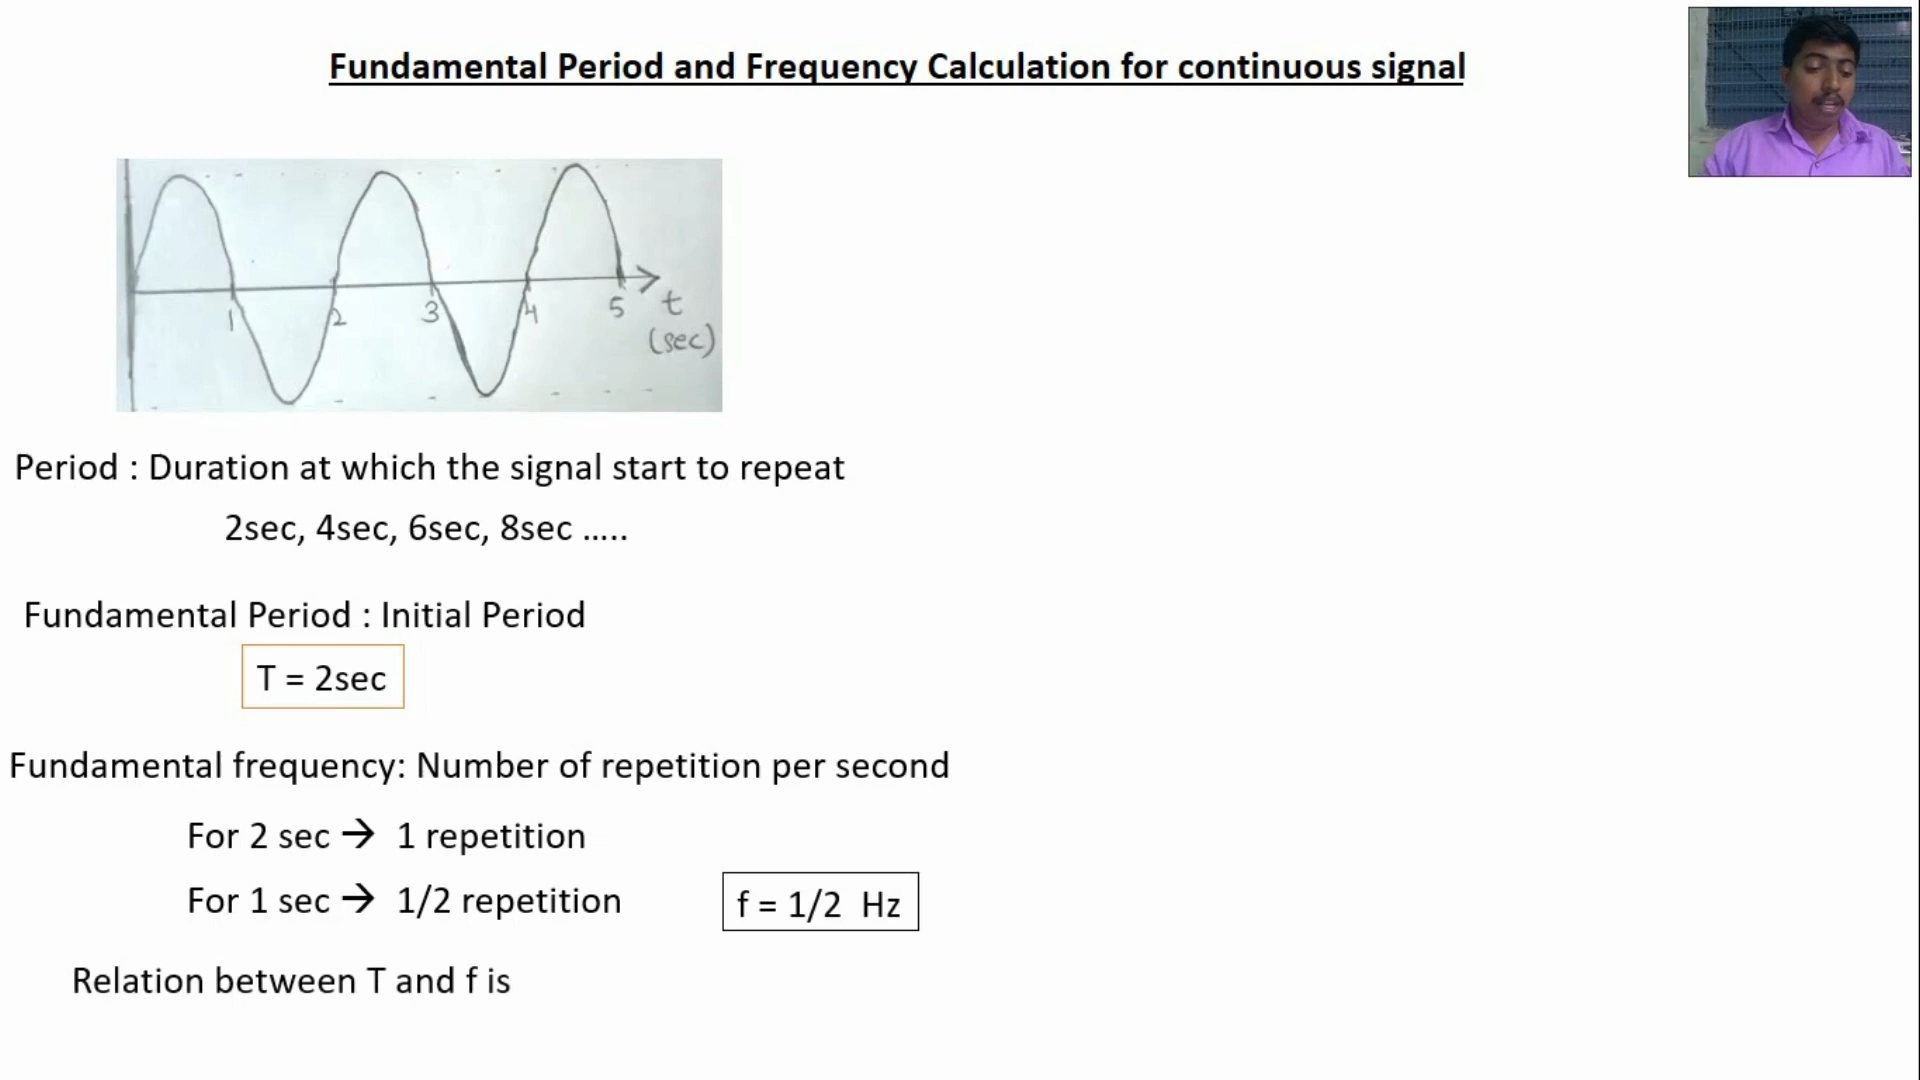 Fundamental Period and Frequency Calculation for continuous signal
1 2 3 4 5 t
(sec)
Period : Duration at which the signal start to repeat
2sec, 4sec, 6sec, 8sec .....
Fundamental Period : Initial Period
T = 2sec
Fundamental frequency: Number of repetition per second
For 2 sec → 1 repetition
For 1 sec → 1/2 repetition
f = 1/2 Hz
Relation between T and f is